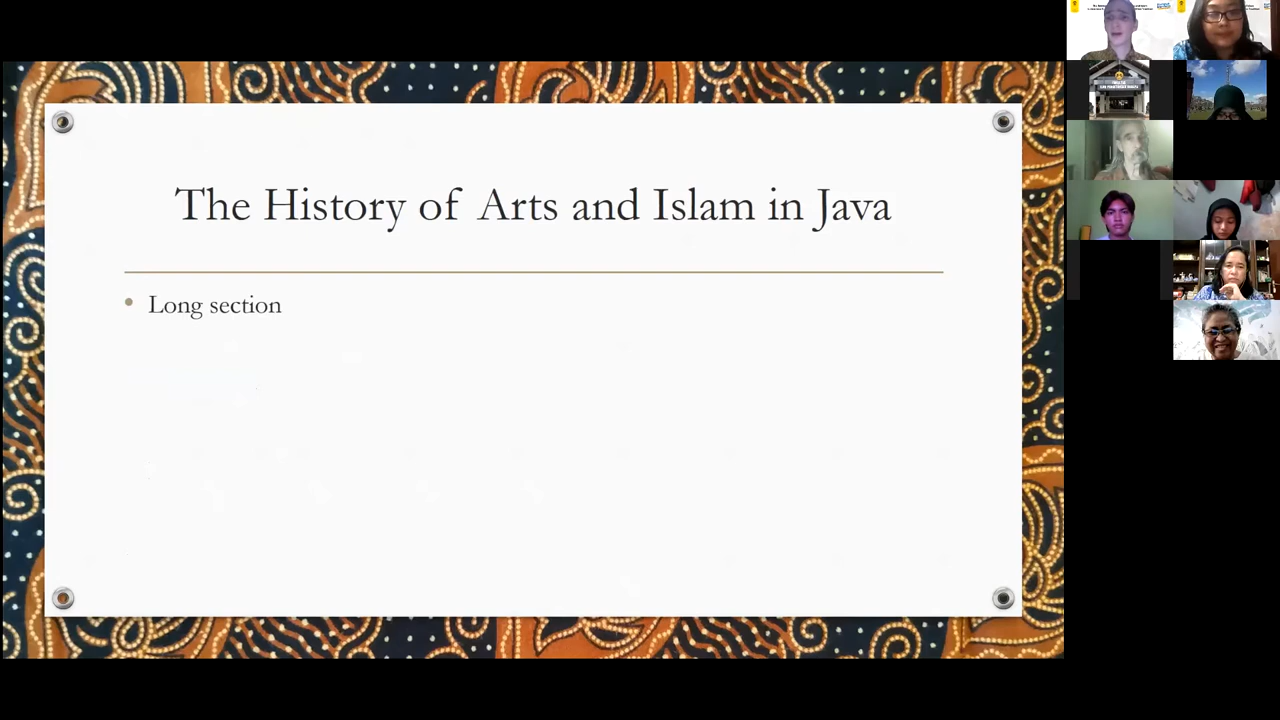 The History of Arts and Islam in Java
Long section